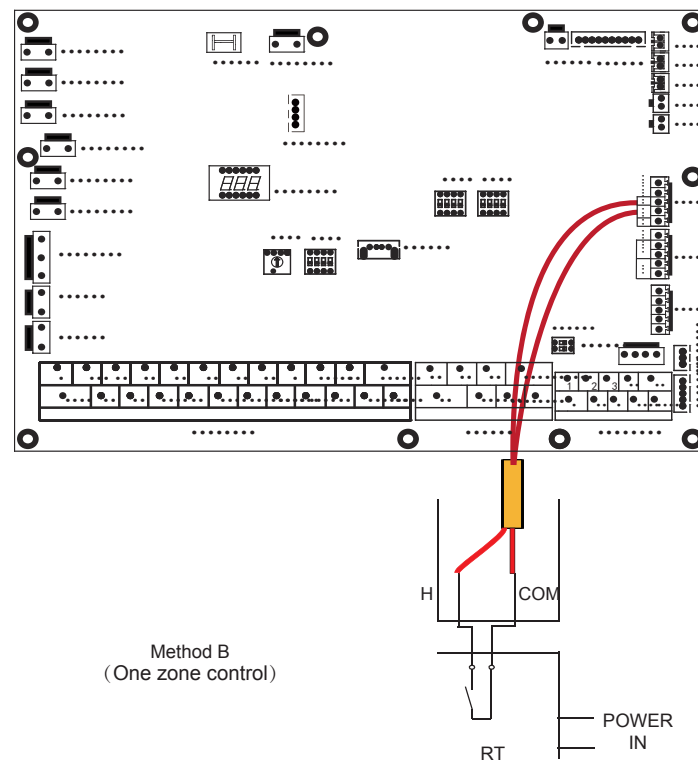 1 2 3
H COM
Method B
（One zone control）
POWER
IN
RT